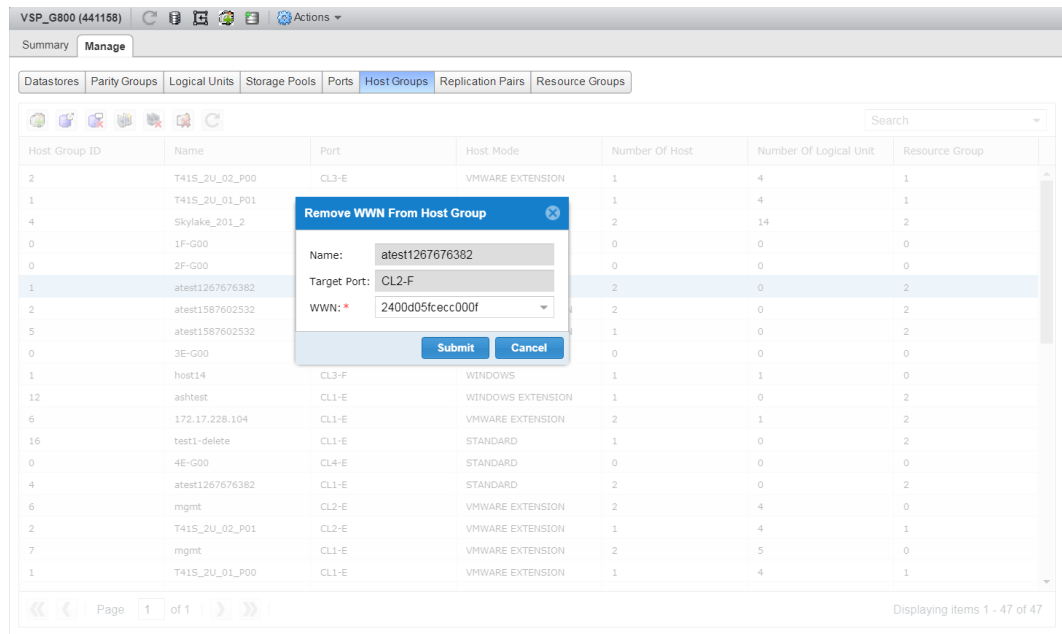 VSP_G800 (441158) Actions
Summary Manage
Datastores Parity Groups Logical Units Storage Pools Ports Host Groups Replication Pairs Resource Groups
Search
Host Group ID Name Port Host Mode Number Of Host Number Of Logical Unit Resource Group
2 T41S_2U_02_P00 CL3-E VMWARE EXTENSION 1 4 1
1 T41S_2U_01_P01 1 4 1
4 Skylake_201_2 2 14 2
0 1F-G00 0 0 0
0 2F-G00 0 0 0
1 atest1267676382 2 0 2
2 atest1587602532 2 0 2
5 atest1587602532 1 0 2
0 3E-G00 0 0 0
1 host14 CL3-F WINDOWS 1 1 0
12 ashtest CL1-E WINDOWS EXTENSION 1 0 2
6 172.17.228.104 CL1-E VMWARE EXTENSION 2 1 2
16 test1-delete CL1-E STANDARD 1 0 2
0 4E-G00 CL4-E STANDARD 0 0 0
4 atest1267676382 CL1-E STANDARD 2 0 2
6 mgmt CL2-E VMWARE EXTENSION 2 4 0
2 T41S_2U_02_P01 CL2-E VMWARE EXTENSION 1 4 1
7 mgmt CL1-E VMWARE EXTENSION 2 5 0
1 T41S_2U_01_P00 CL1-E VMWARE EXTENSION 1 4 1
Page 1 of 1 Displaying items 1 - 47 of 47
Remove WWN From Host Group
Name: atest1267676382
Target Port: CL2-F
WWN: * 2400d05fcecc000f
Submit Cancel